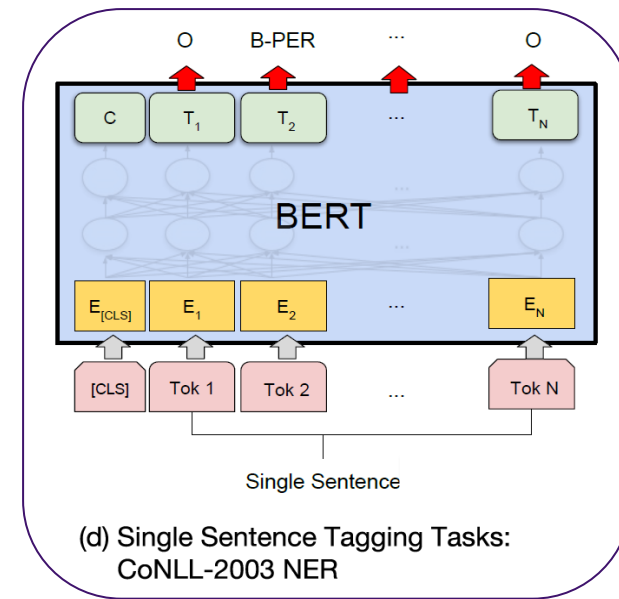 O B-PER ... O
C T1 T2 ... TN
...
BERT
...
E[CLS] E1 E2 ... EN
[CLS] Tok 1 Tok 2 ... Tok N
Single Sentence
(d) Single Sentence Tagging Tasks:
CoNLL-2003 NER